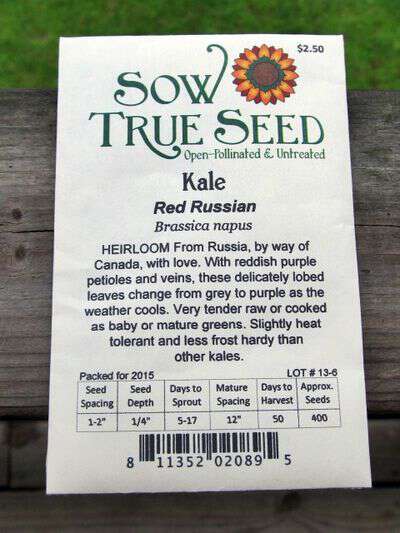 $2.50
SOW
TRUE SEED
Open-Pollinated & Untreated
Kale
Red Russian
Brassica napus
HEIRLOOM From Russia, by way of
Canada, with love. With reddish purple
petioles and veins, these delicately lobed
leaves change from grey to purple as the
weather cools. Very tender raw or cooked
as baby or mature greens. Slightly heat
tolerant and less frost hardy than
other kales.
Packed for 2015 LOT # 13-6
Seed Spacing Seed Depth Days to Sprout Mature Spacing Days to Harvest Approx. Seeds
1-2" 1/4" 5-17 12" 50 400
8 11352 02089 5